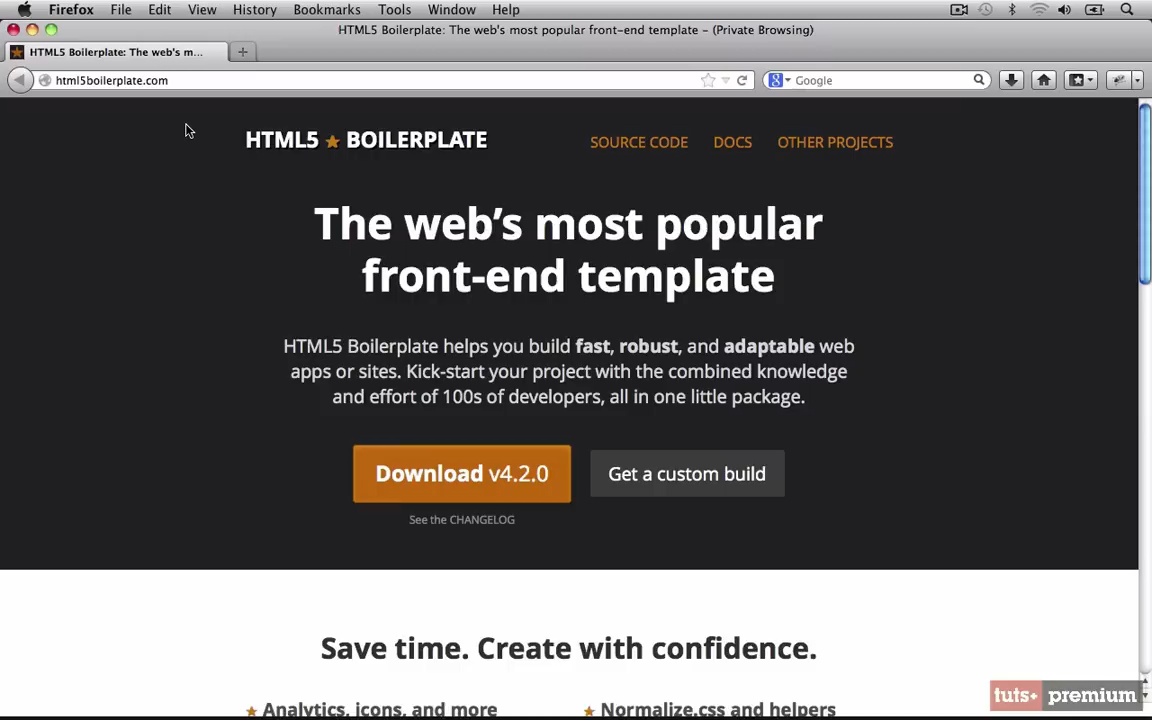 Firefox File Edit View History Bookmarks Tools Window Help
HTML5 Boilerplate: The web's most popular front-end template – (Private Browsing)
HTML5 Boilerplate: The web's m...
html5boilerplate.com
Google
HTML5 BOILERPLATE
SOURCE CODE DOCS OTHER PROJECTS
The web’s most popular
front-end template
HTML5 Boilerplate helps you build fast, robust, and adaptable web
apps or sites. Kick-start your project with the combined knowledge
and effort of 100s of developers, all in one little package.
Download v4.2.0
Get a custom build
See the CHANGELOG
Save time. Create with confidence.
Analytics, icons, and more
Normalize.css and helpers
tuts+ premium